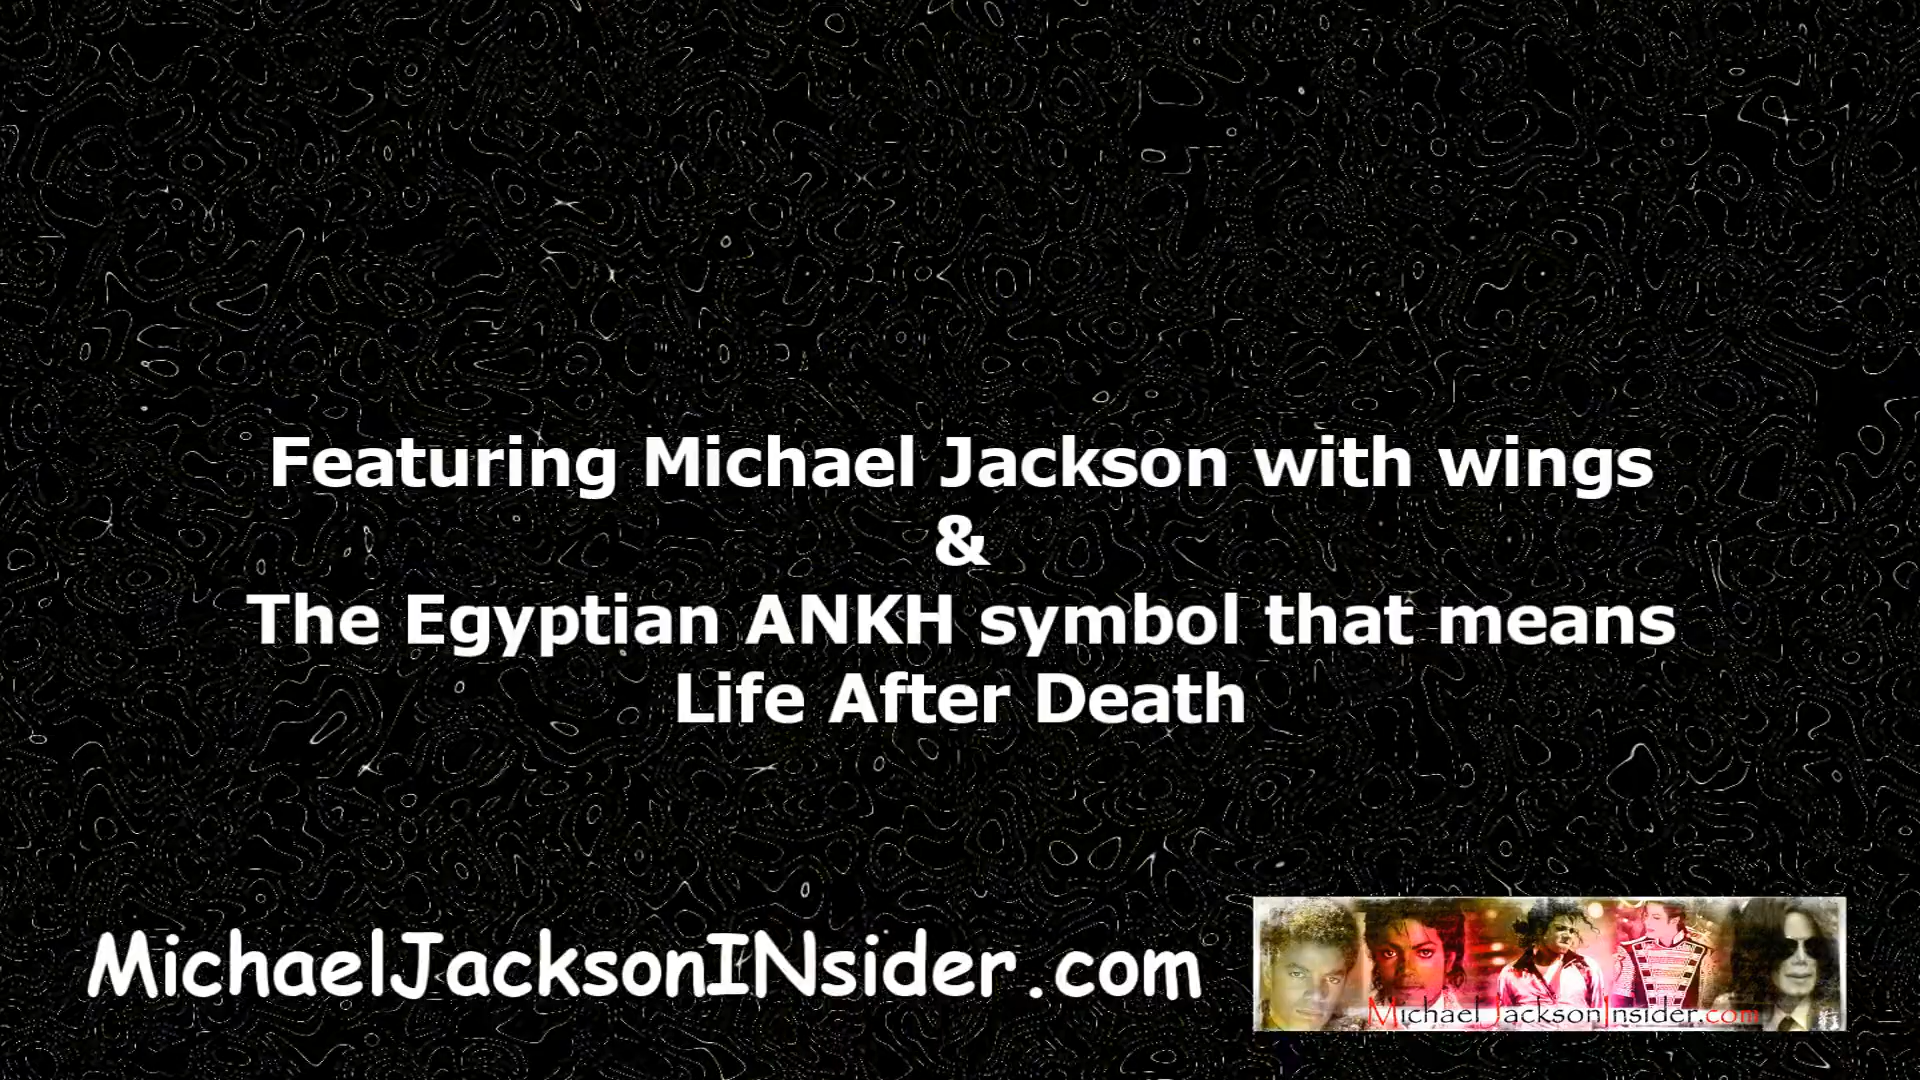 Featuring Michael Jackson with wings
&
The Egyptian ANKH symbol that means
Life After Death
MichaelJacksonINsider.com
MichaelJacksonInsider.com